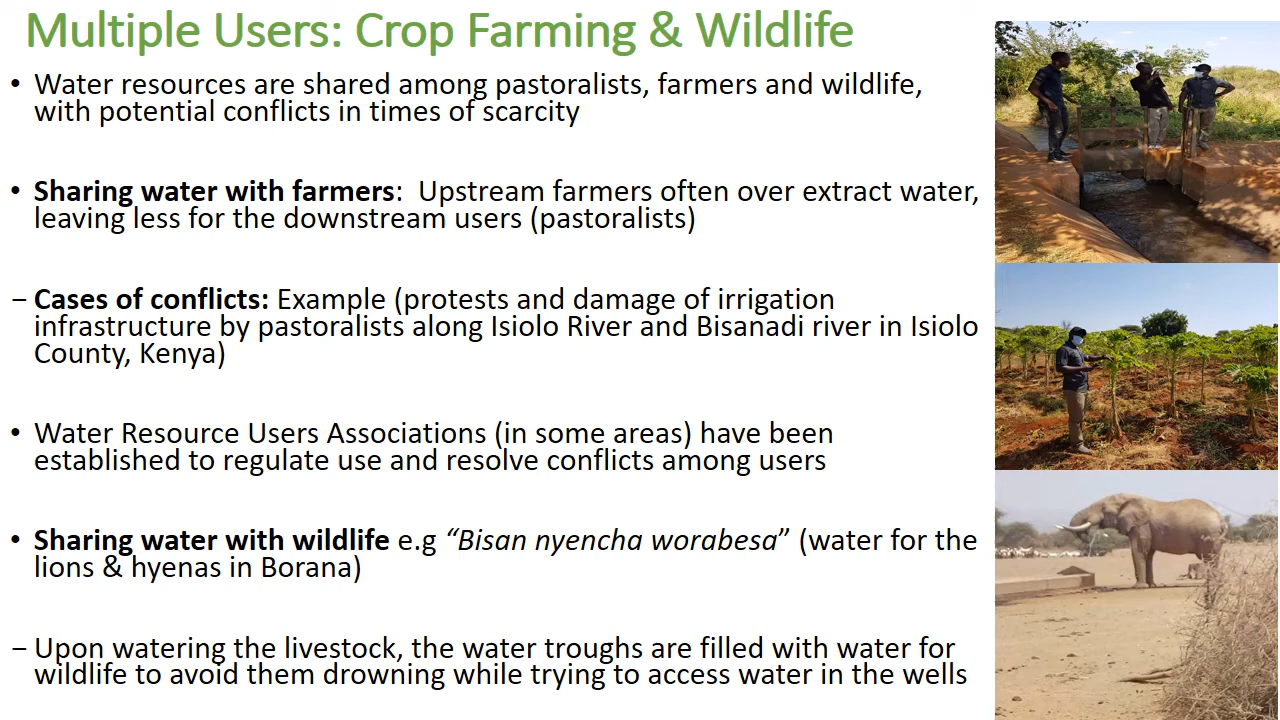 Multiple Users: Crop Farming & Wildlife
• Water resources are shared among pastoralists, farmers and wildlife,
with potential conflicts in times of scarcity
• Sharing water with farmers:  Upstream farmers often over extract water,
leaving less for the downstream users (pastoralists)
– Cases of conflicts: Example (protests and damage of irrigation
infrastructure by pastoralists along Isiolo River and Bisanadi river in Isiolo
County, Kenya)
• Water Resource Users Associations (in some areas) have been
established to regulate use and resolve conflicts among users
• Sharing water with wildlife e.g “Bisan nyencha worabesa” (water for the
lions & hyenas in Borana)
– Upon watering the livestock, the water troughs are filled with water for
wildlife to avoid them drowning while trying to access water in the wells